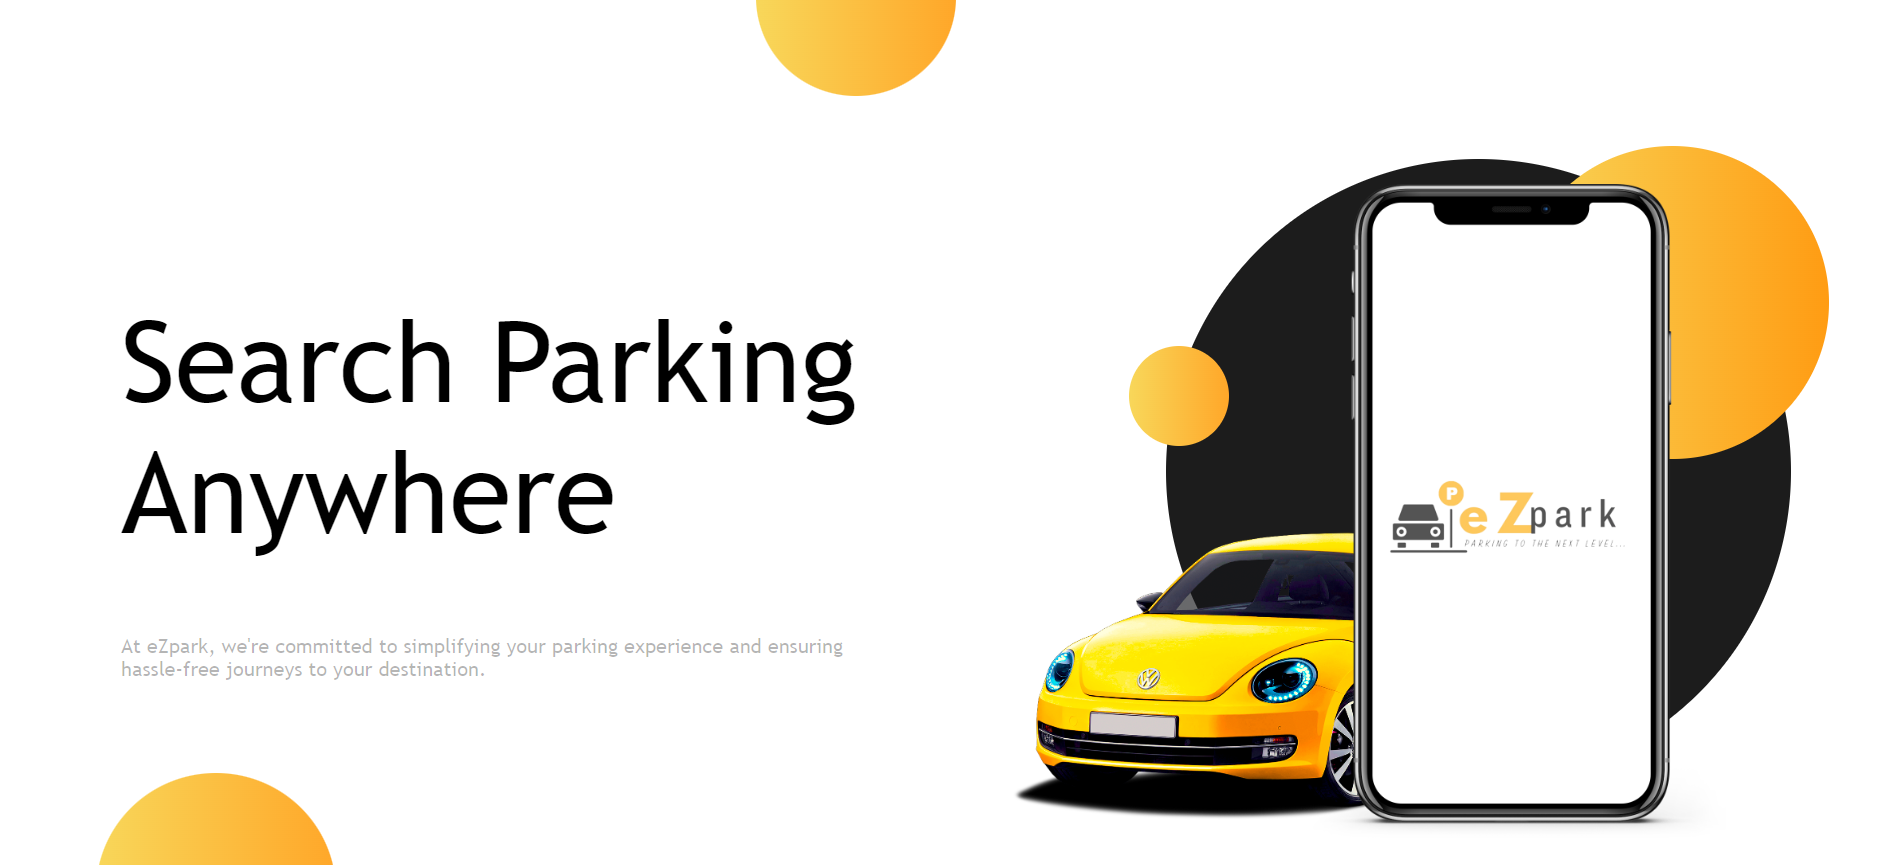 Search Parking
Anywhere
At eZpark, we're committed to simplifying your parking experience and ensuring
hassle-free journeys to your destination.
P
eZpark
PARKING TO THE NEXT LEVEL...